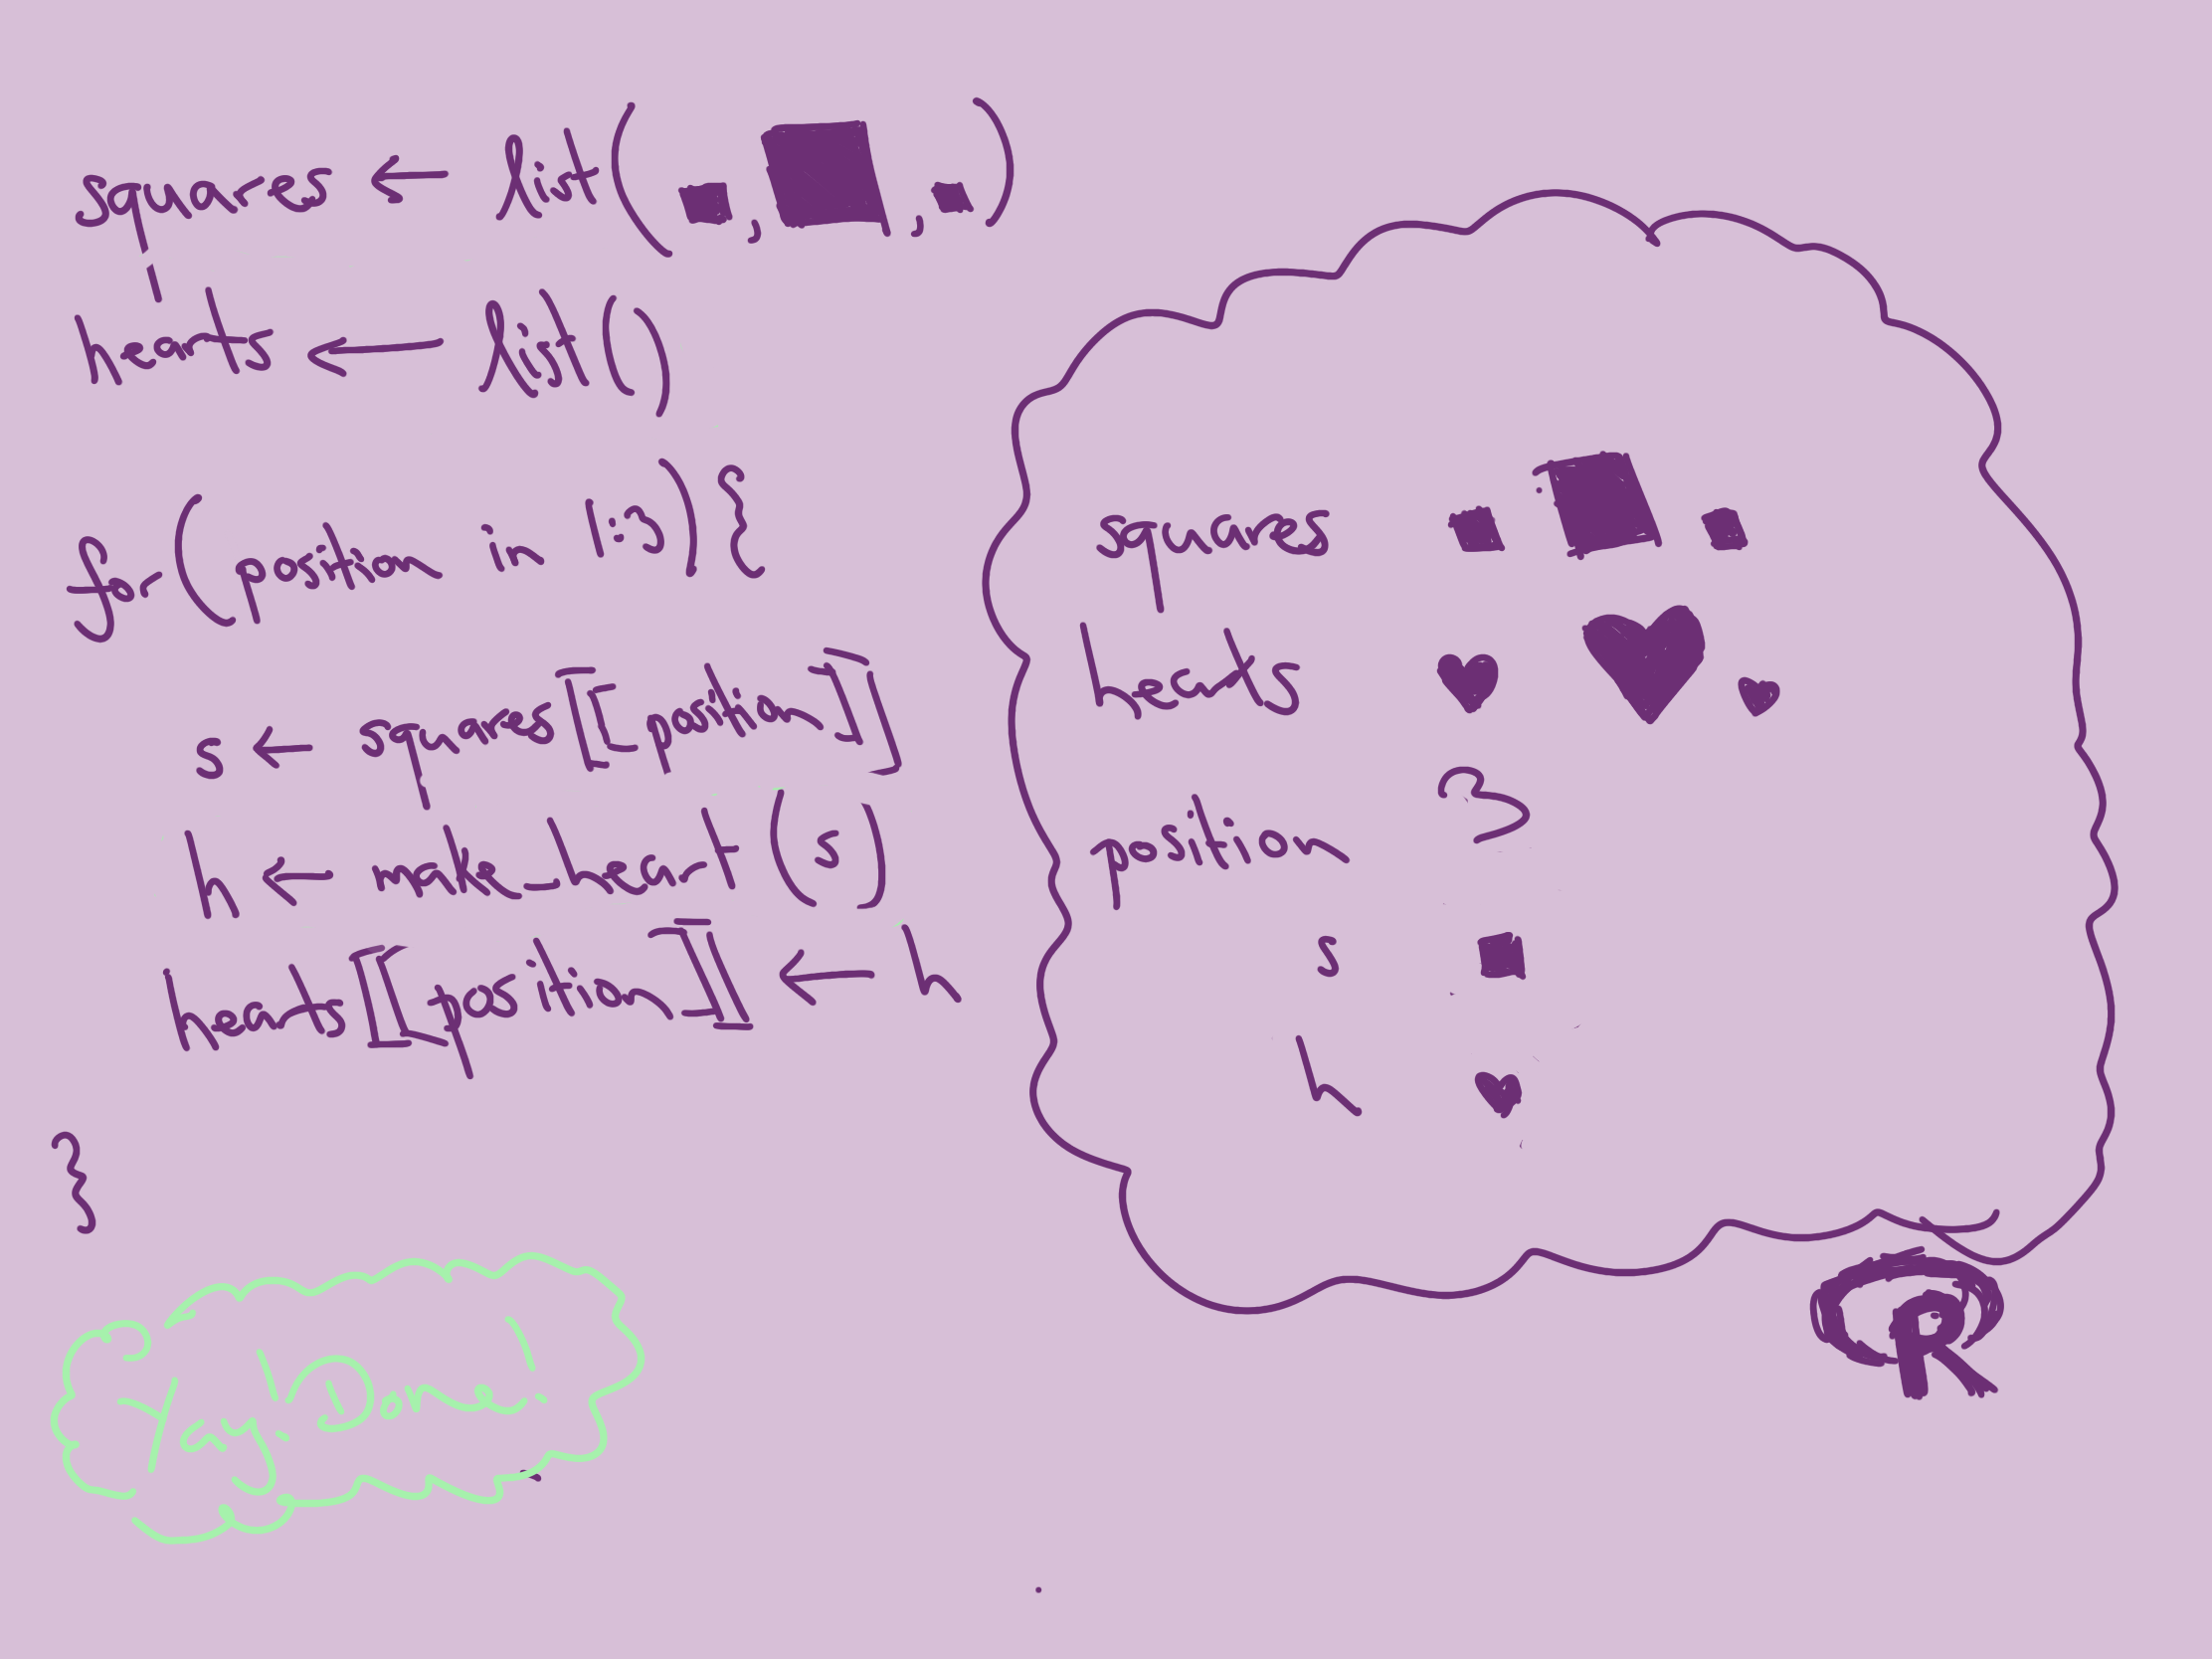 squares ← list(■, ■, ■)
hearts ← list()
for(position in 1:3){
s ← squares[[position]]
h ← make_heart(s)
hearts[[position]] ← h
}
Yay! Done!
squares ■ ■ ■
hearts ♥ ♥ ♥
position 3
s ■
h ♥
R